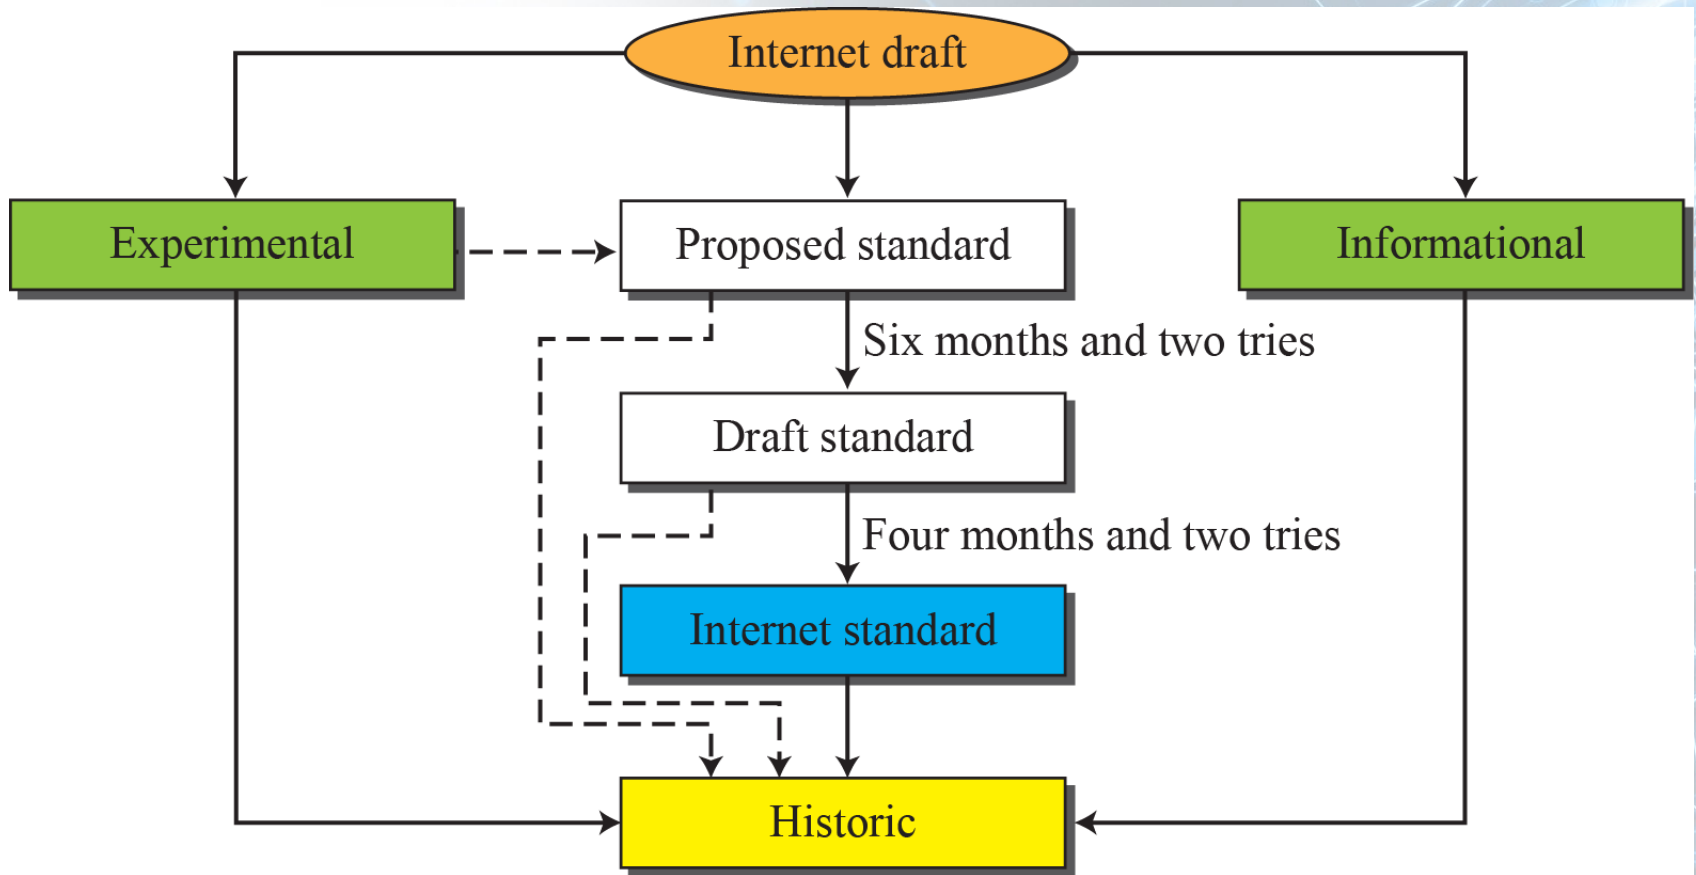 Internet draft
Experimental
Proposed standard
Informational
Six months and two tries
Draft standard
Four months and two tries
Internet standard
Historic